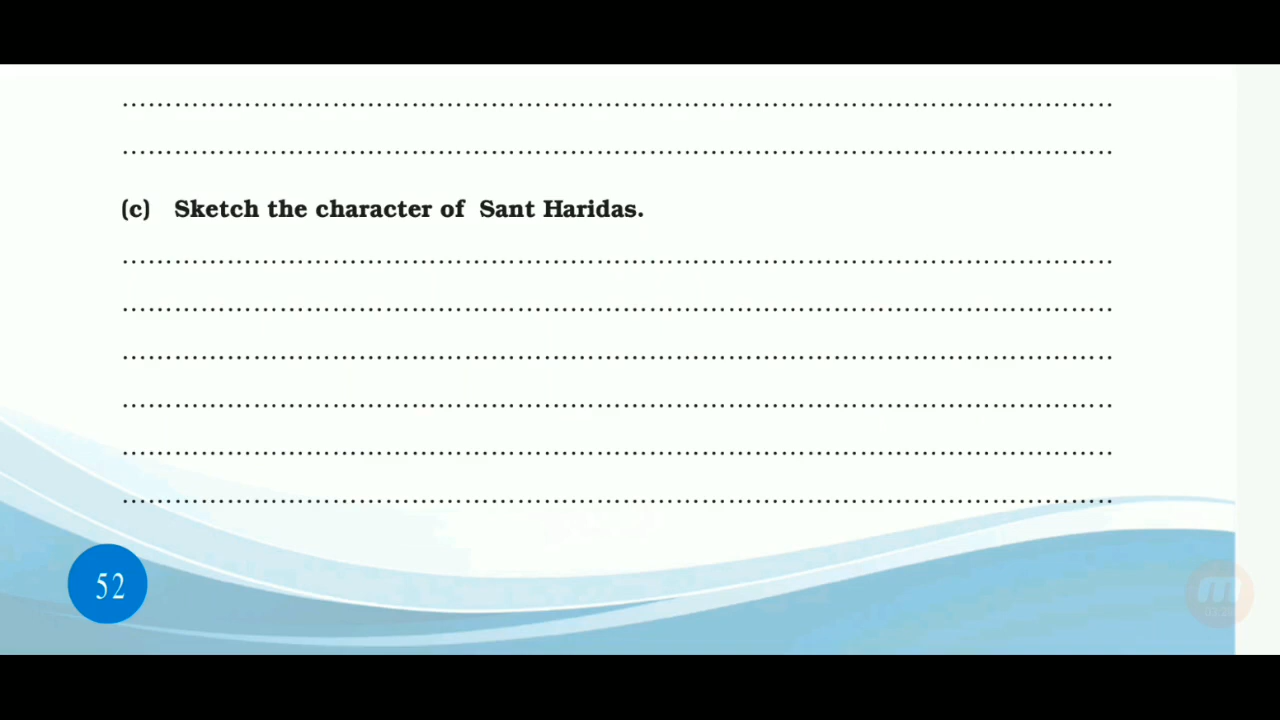 (c) Sketch the character of Sant Haridas.
52